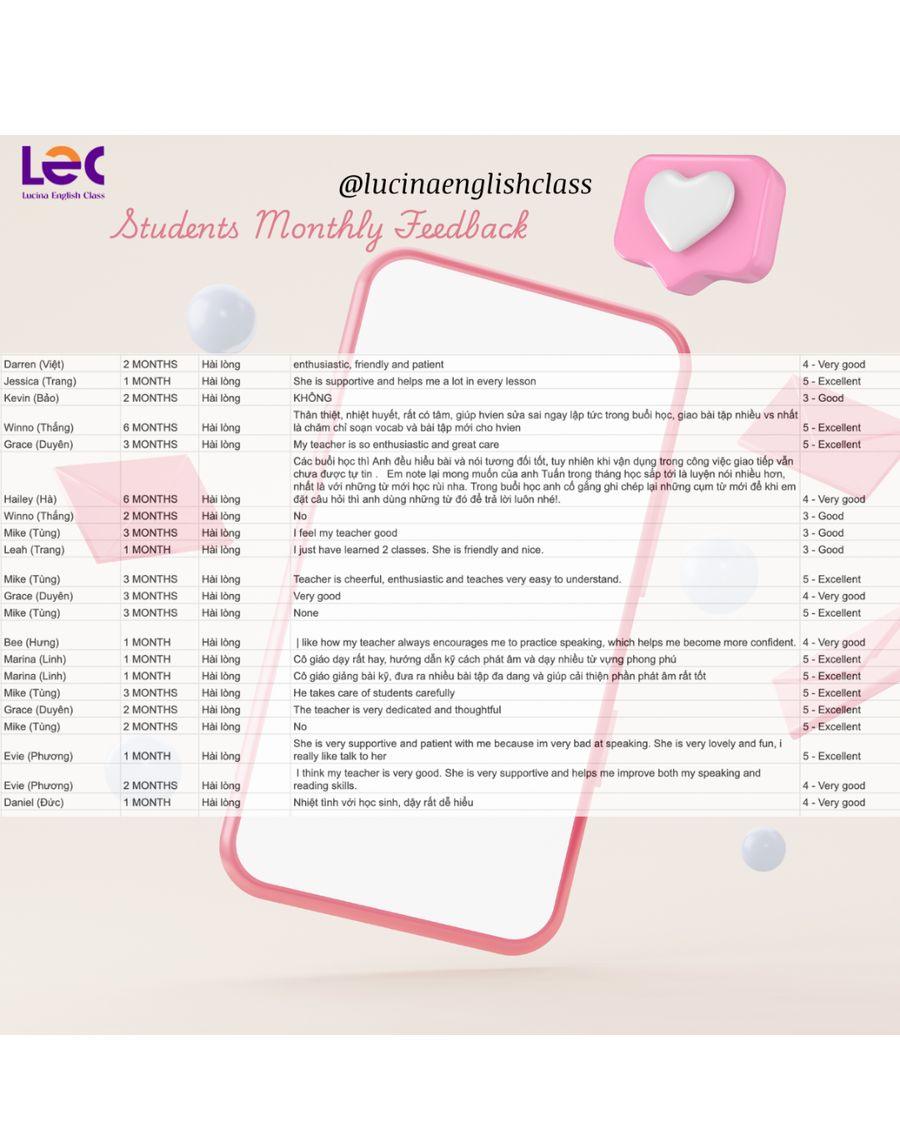 LeC
Lucina English Class
@lucinaenglishclass
Students Monthly Feedback
Darren (Việt) 2 MONTHS Hài lòng enthusiastic, friendly and patient 4 - Very good
Jessica (Trang) 1 MONTH Hài lòng She is supportive and helps me a lot in every lesson 5 - Excellent
Kevin (Bảo) 2 MONTHS Hài lòng KHÔNG 3 - Good
Thân thiệt, nhiệt huyết, rất có tâm, giúp hvien sửa sai ngay lập tức trong buổi học, giao bài tập nhiều vs nhất
Winno (Thắng) 6 MONTHS Hài lòng là chăm chỉ soạn vocab và bài tập mới cho hvien 5 - Excellent
Grace (Duyên) 3 MONTHS Hài lòng My teacher is so enthusiastic and great care 5 - Excellent
Các buổi học thì Anh đều hiểu bài và nói tương đối tốt, tuy nhiên khi vận dụng trong công việc giao tiếp vẫn
chưa được tự tin . Em note lại mong muốn của anh Tuấn trong tháng học sắp tới là luyện nói nhiều hơn,
nhất là với những từ mới học rùi nha. Trong buổi học anh cố gắng ghi chép lại những cụm từ mới để khi em
Hailey (Hà) 6 MONTHS Hài lòng đặt câu hỏi thì anh dùng những từ đó để trả lời luôn nhé!. 4 - Very good
Winno (Thắng) 2 MONTHS Hài lòng No 3 - Good
Mike (Tùng) 3 MONTHS Hài lòng I feel my teacher good 3 - Good
Leah (Trang) 1 MONTH Hài lòng I just have learned 2 classes. She is friendly and nice. 3 - Good
Mike (Tùng) 3 MONTHS Hài lòng Teacher is cheerful, enthusiastic and teaches very easy to understand. 5 - Excellent
Grace (Duyên) 3 MONTHS Hài lòng Very good 4 - Very good
Mike (Tùng) 3 MONTHS Hài lòng None 5 - Excellent
Bee (Hưng) 1 MONTH Hài lòng | like how my teacher always encourages me to practice speaking, which helps me become more confident. 4 - Very good
Marina (Linh) 1 MONTH Hài lòng Cô giáo dạy rất hay, hướng dẫn kỹ cách phát âm và dạy nhiều từ vựng phong phú 5 - Excellent
Marina (Linh) 1 MONTH Hài lòng Cô giáo giảng bài kỹ, đưa ra nhiều bài tập đa dang và giúp cải thiện phần phát âm rất tốt 5 - Excellent
Mike (Tùng) 3 MONTHS Hài lòng He takes care of students carefully 5 - Excellent
Grace (Duyên) 2 MONTHS Hài lòng The teacher is very dedicated and thoughtful 5 - Excellent
Mike (Tùng) 2 MONTHS Hài lòng No 5 - Excellent
She is very supportive and patient with me because im very bad at speaking. She is very lovely and fun, i
Evie (Phương) 1 MONTH Hài lòng really like talk to her 5 - Excellent
I think my teacher is very good. She is very supportive and helps me improve both my speaking and
Evie (Phương) 2 MONTHS Hài lòng reading skills. 4 - Very good
Daniel (Đức) 1 MONTH Hài lòng Nhiệt tình với học sinh, dậy rất dễ hiểu 4 - Very good